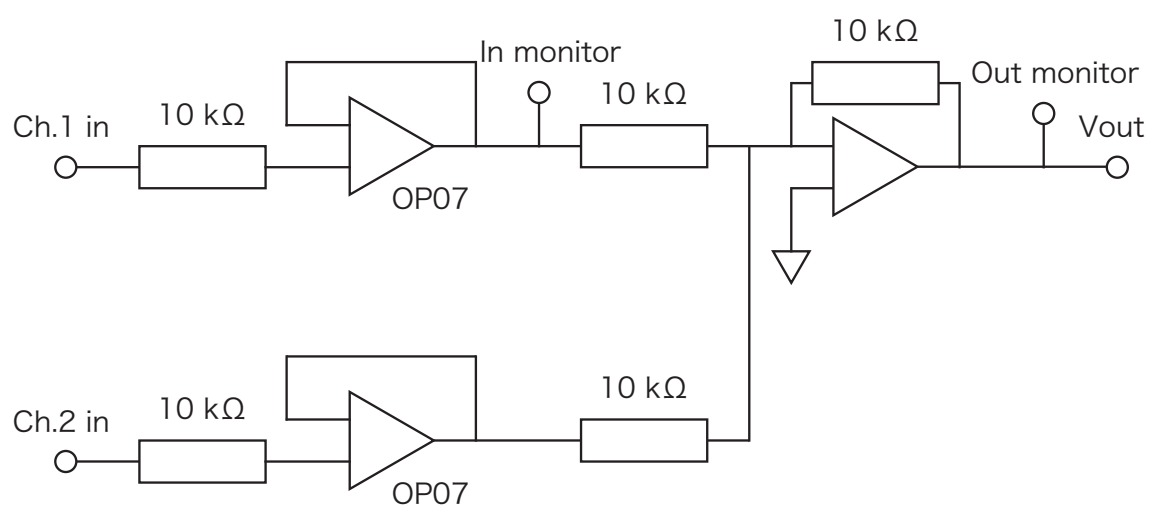 10 kΩ
In monitor
Out monitor
10 kΩ
Ch.1 in
10 kΩ
Vout
OP07
10 kΩ
Ch.2 in
10 kΩ
OP07